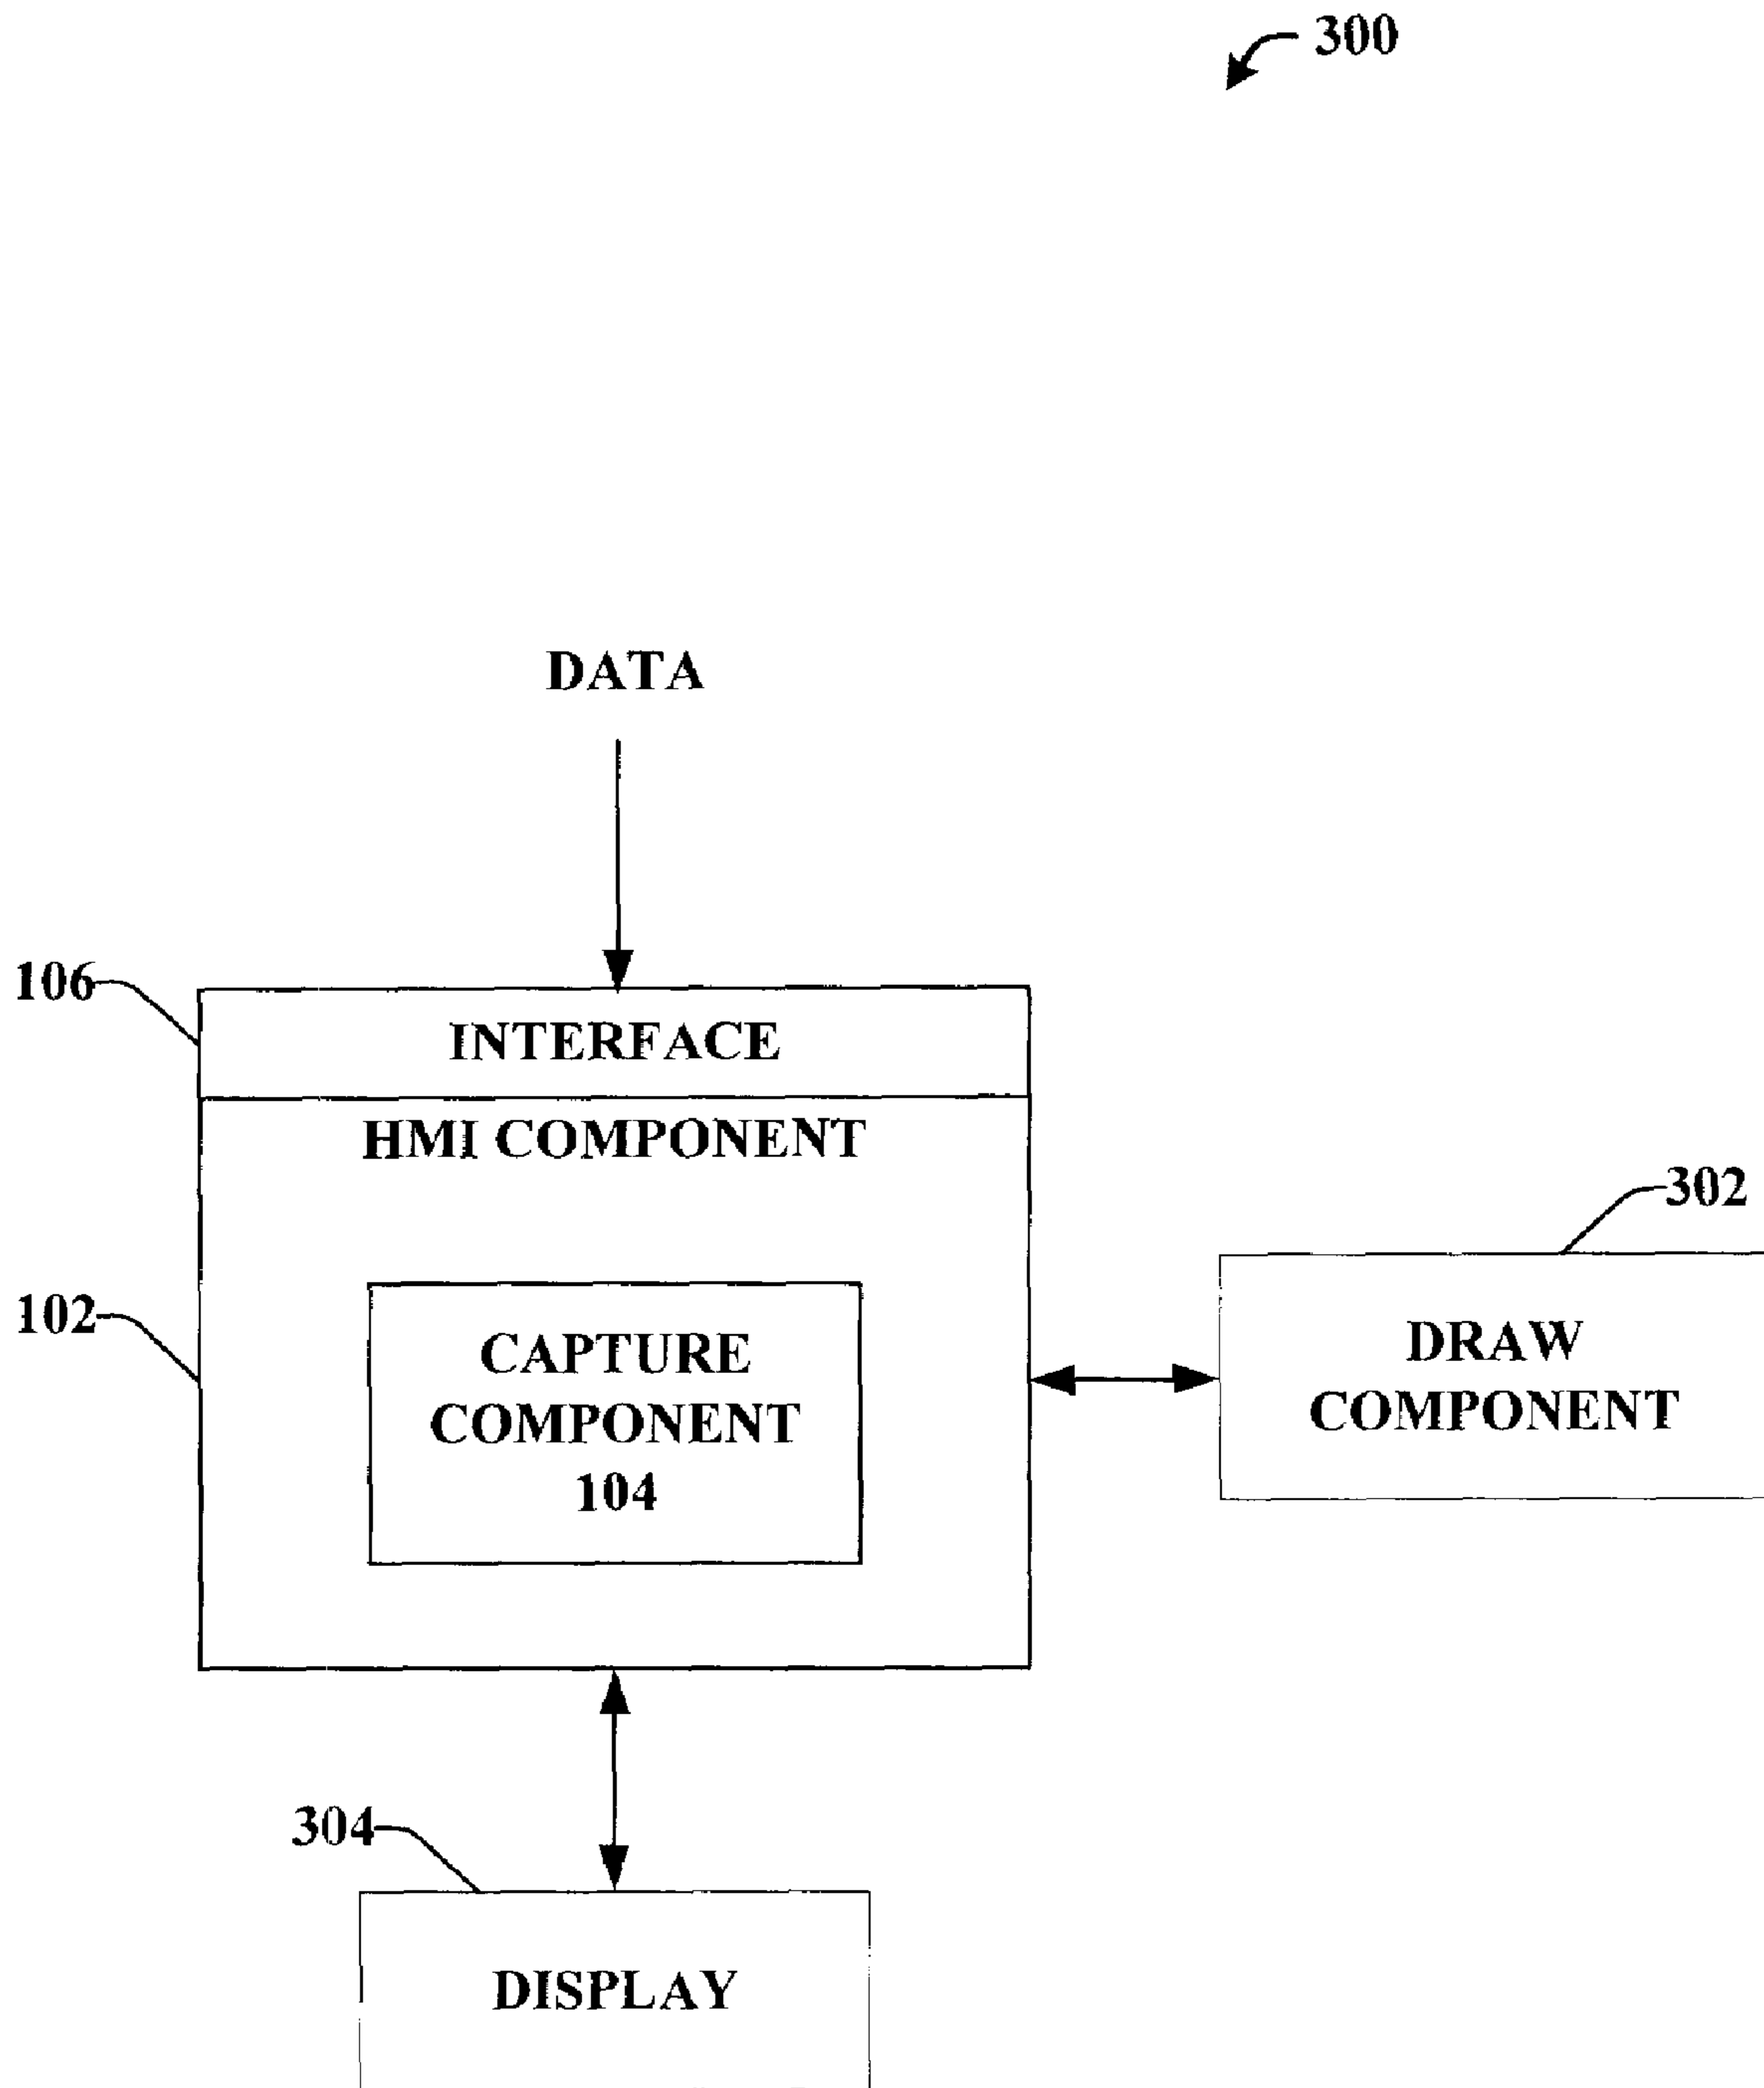 300
DATA
106
INTERFACE
HMI COMPONENT
302
102
CAPTURE
COMPONENT
104
DRAW
COMPONENT
304
DISPLAY